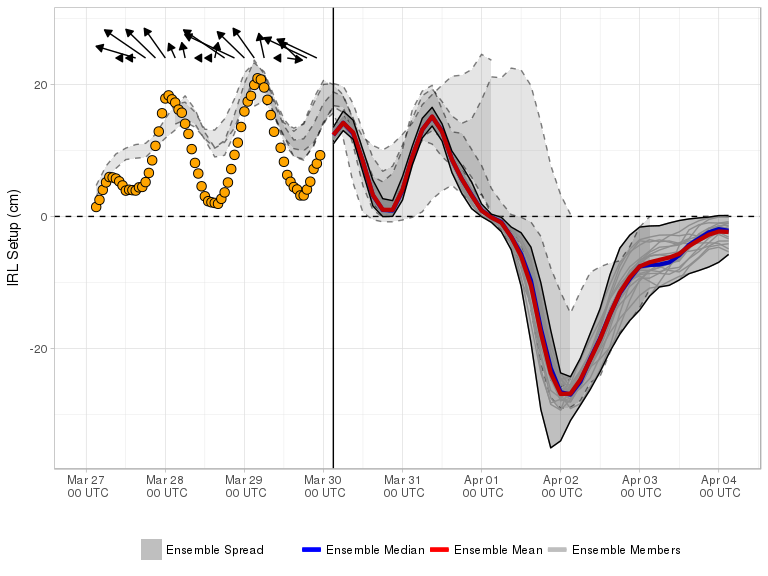 IRL Setup (cm)
20
0
-20
Mar 27 Mar 28 Mar 29 Mar 30 Mar 31 Apr 01 Apr 02 Apr 03 Apr 04
00 UTC 00 UTC 00 UTC 00 UTC 00 UTC 00 UTC 00 UTC 00 UTC 00 UTC
Ensemble Spread Ensemble Median Ensemble Mean Ensemble Members